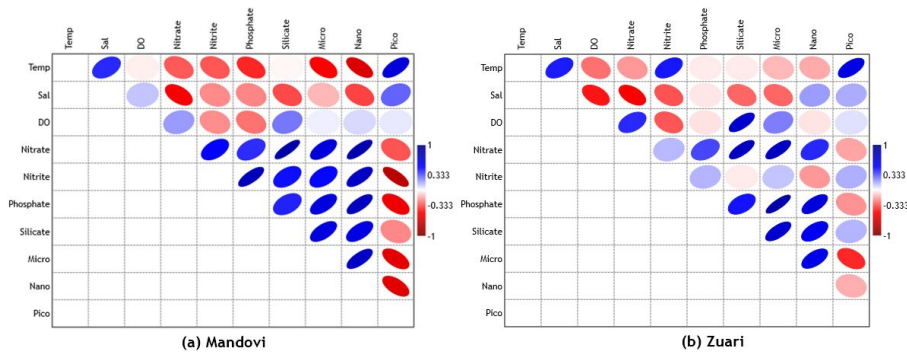 Temp Sal DO Nitrate Nitrite Phosphate Silicate Micro Nano Pico
Temp
Sal
DO
Nitrate
Nitrite
Phosphate
Silicate
Micro
Nano
Pico
1
0.333
-0.333
-1
(a) Mandovi
Temp Sal DO Nitrate Nitrite Phosphate Silicate Micro Nano Pico
Temp
Sal
DO
Nitrate
Nitrite
Phosphate
Silicate
Micro
Nano
Pico
1
0.333
-0.333
-1
(b) Zuari